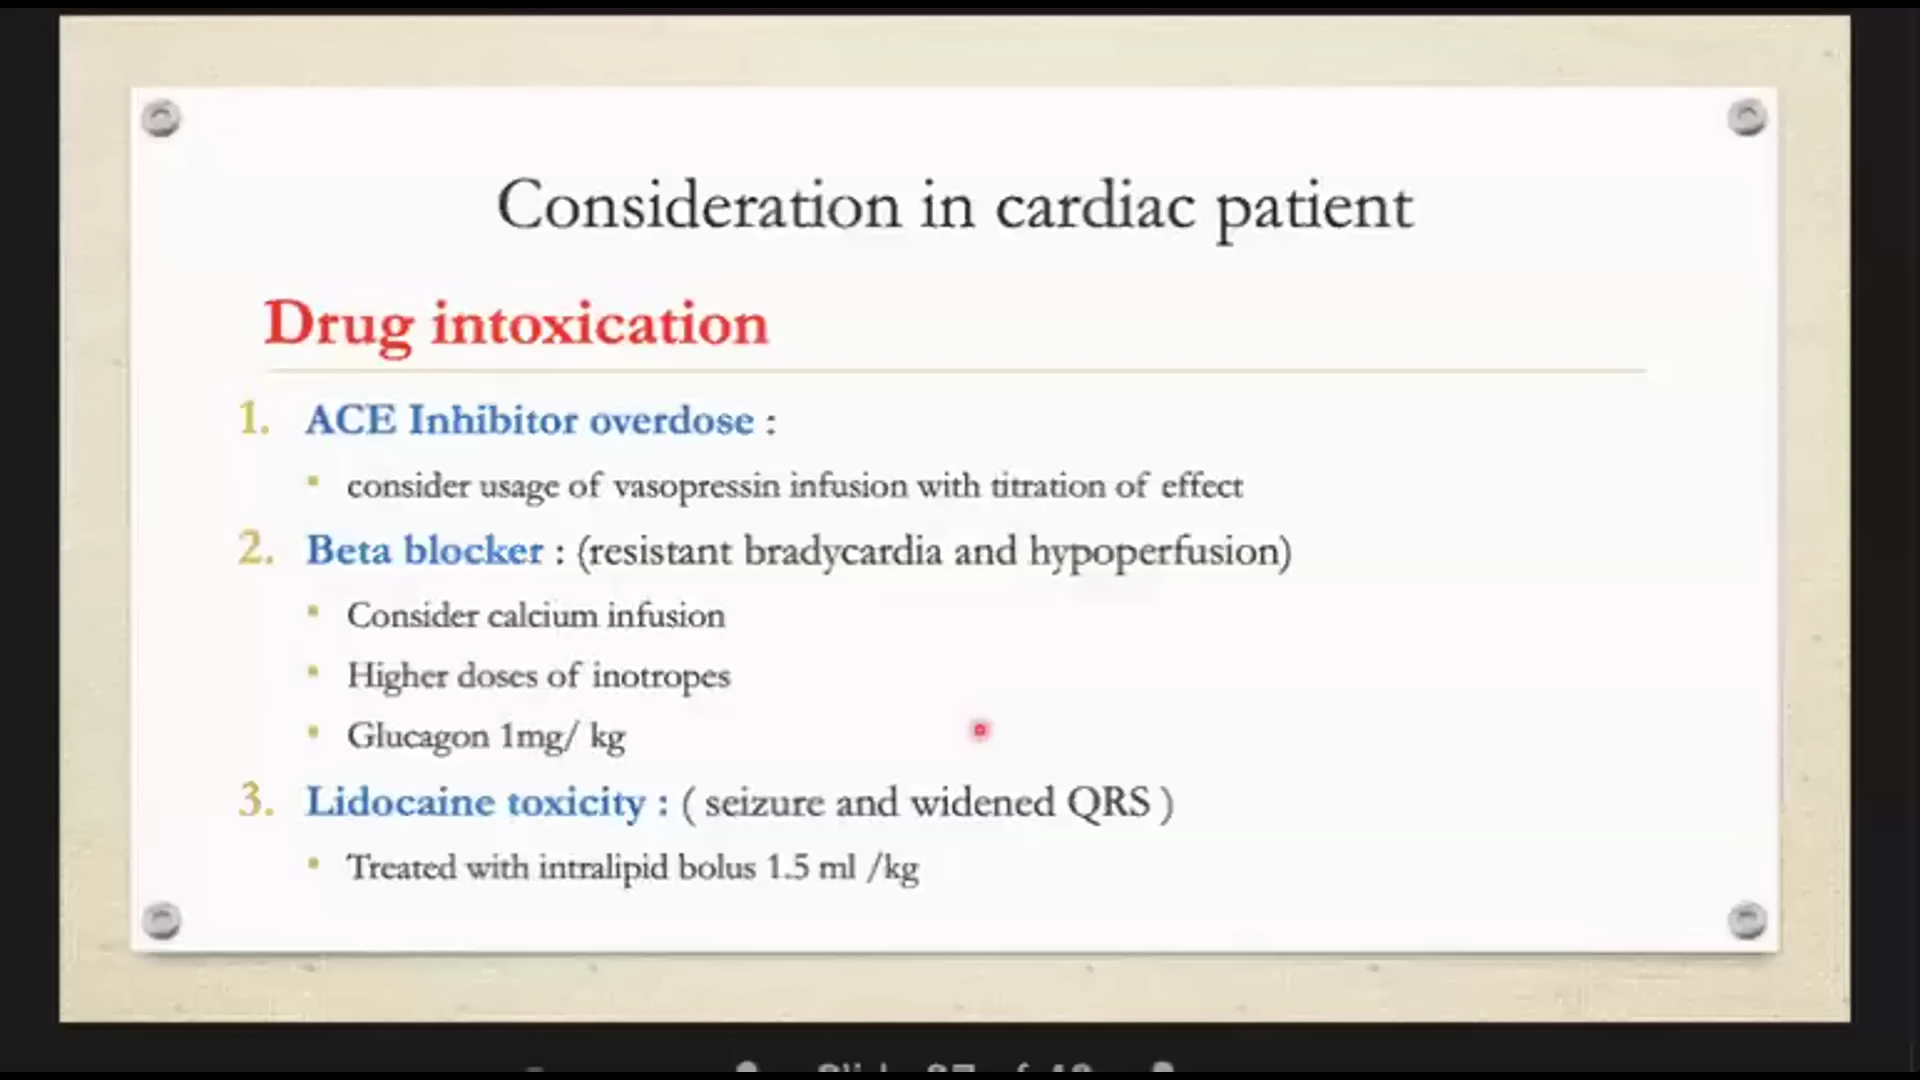 Consideration in cardiac patient
Drug intoxication
1. ACE Inhibitor overdose :
▪ consider usage of vasopressin infusion with titration of effect
2. Beta blocker : (resistant bradycardia and hypoperfusion)
▪ Consider calcium infusion
▪ Higher doses of inotropes
▪ Glucagon 1mg/ kg
3. Lidocaine toxicity : ( seizure and widened QRS )
▪ Treated with intralipid bolus 1.5 ml /kg